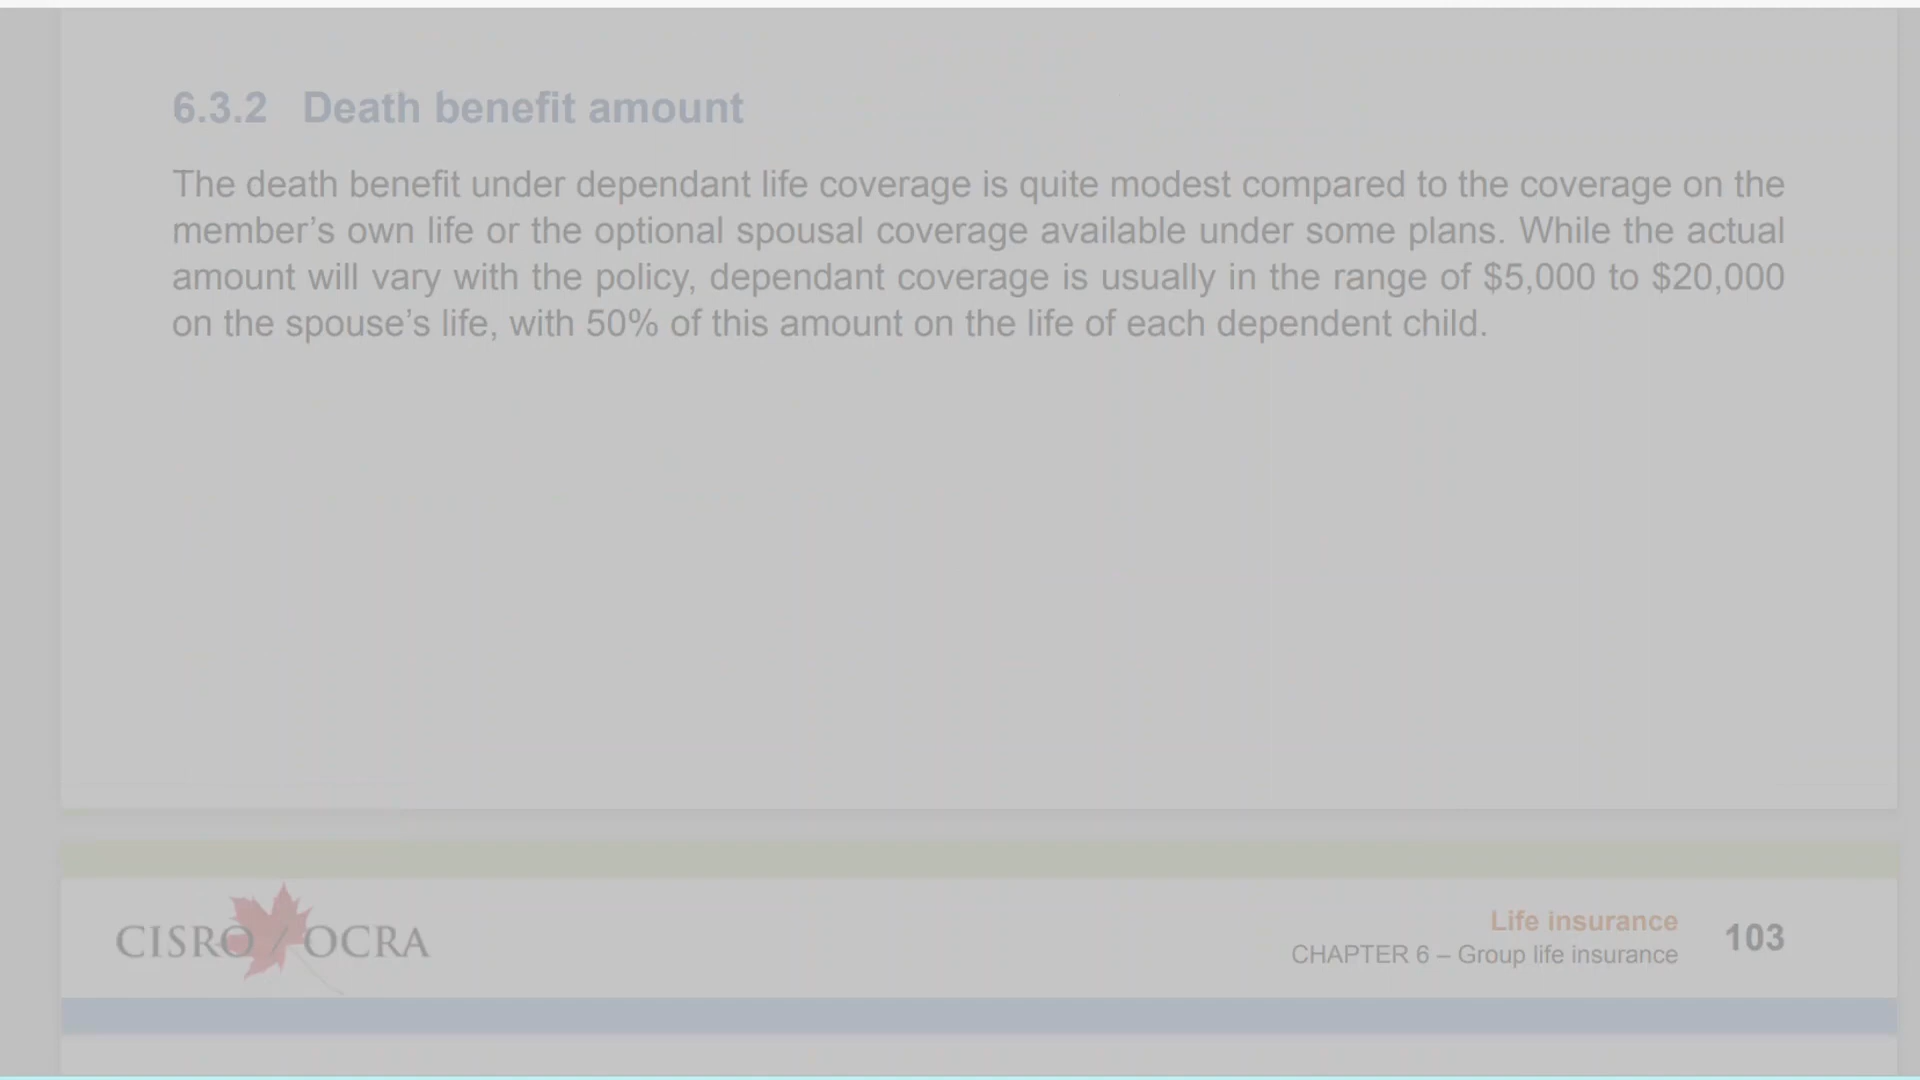 6.3.2 Death benefit amount
The death benefit under dependant life coverage is quite modest compared to the coverage on the
member’s own life or the optional spousal coverage available under some plans. While the actual
amount will vary with the policy, dependant coverage is usually in the range of $5,000 to $20,000
on the spouse’s life, with 50% of this amount on the life of each dependent child.
CISRO/OCRA
Life insurance
CHAPTER 6 – Group life insurance
103